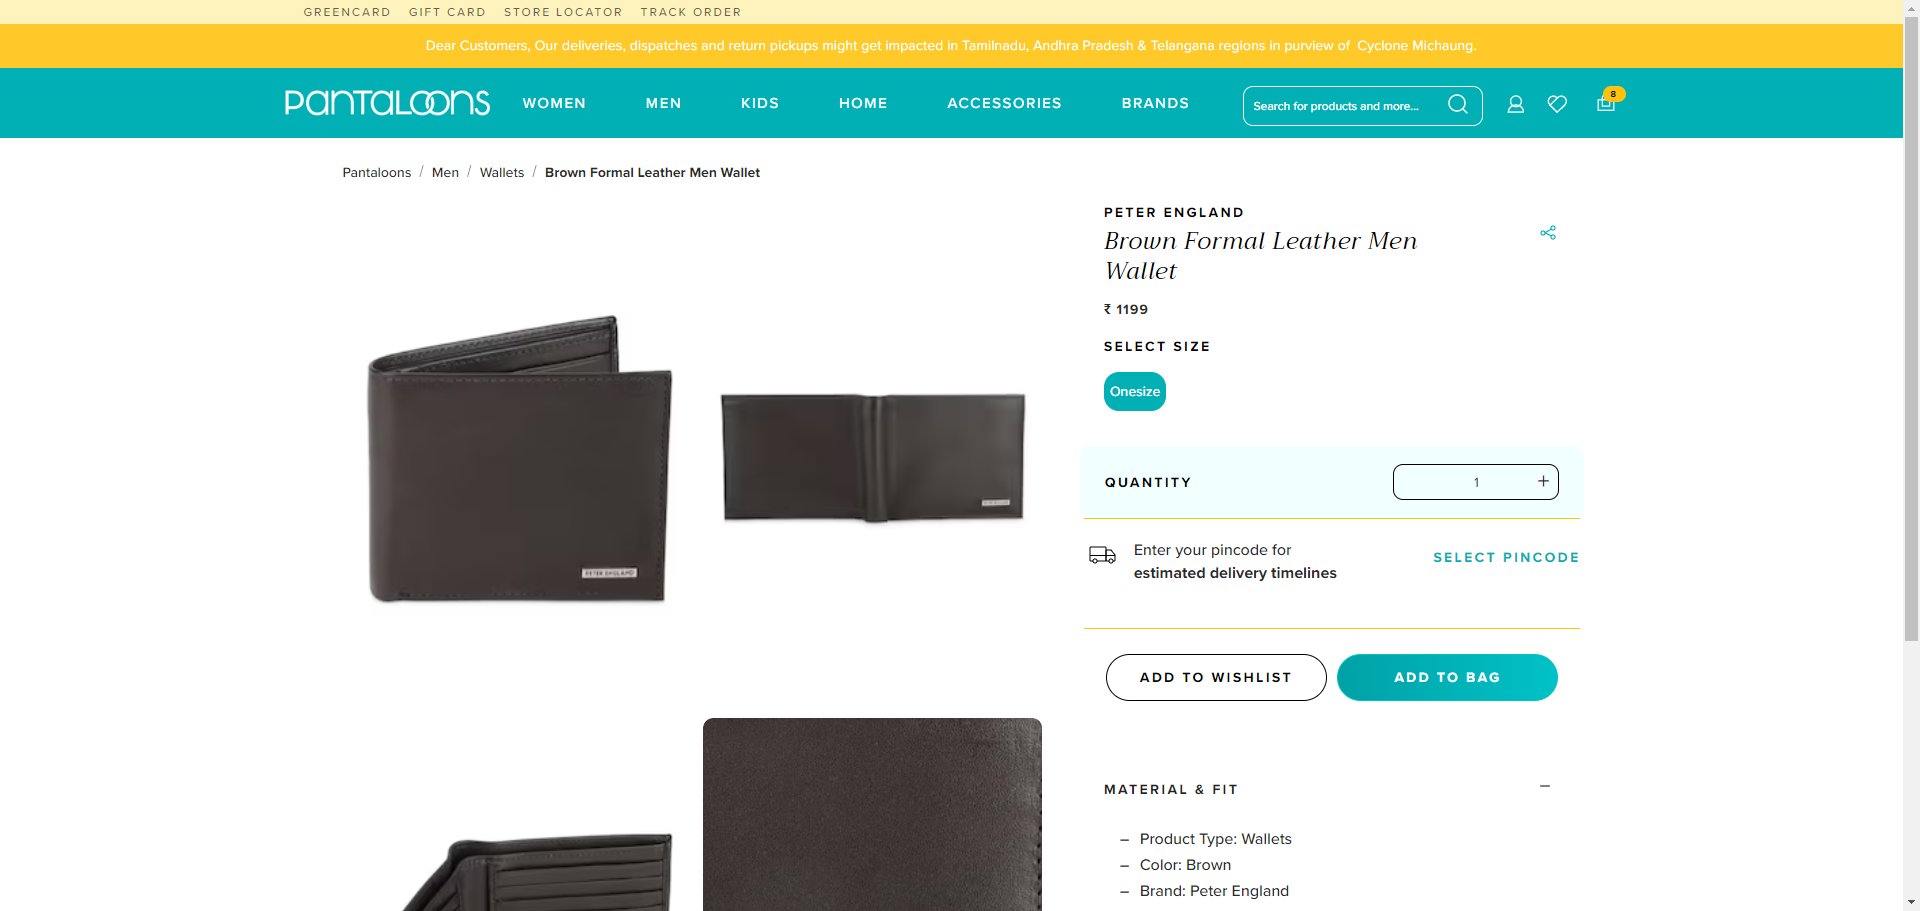 GREENCARD GIFT CARD STORE LOCATOR TRACK ORDER
Dear Customers, Our deliveries, dispatches and return pickups might get impacted in Tamilnadu, Andhra Pradesh & Telangana regions in purview of Cyclone Michaung.
PANTALOONS WOMEN MEN KIDS HOME ACCESSORIES BRANDS Search for products and more... 8
Pantaloons / Men / Wallets / Brown Formal Leather Men Wallet
PETER ENGLAND
Brown Formal Leather Men
Wallet
₹ 1199
SELECT SIZE
Onesize
QUANTITY 1 +
Enter your pincode for
estimated delivery timelines
SELECT PINCODE
ADD TO WISHLIST ADD TO BAG
PETER ENGLAND
MATERIAL & FIT –
– Product Type: Wallets
– Color: Brown
– Brand: Peter England